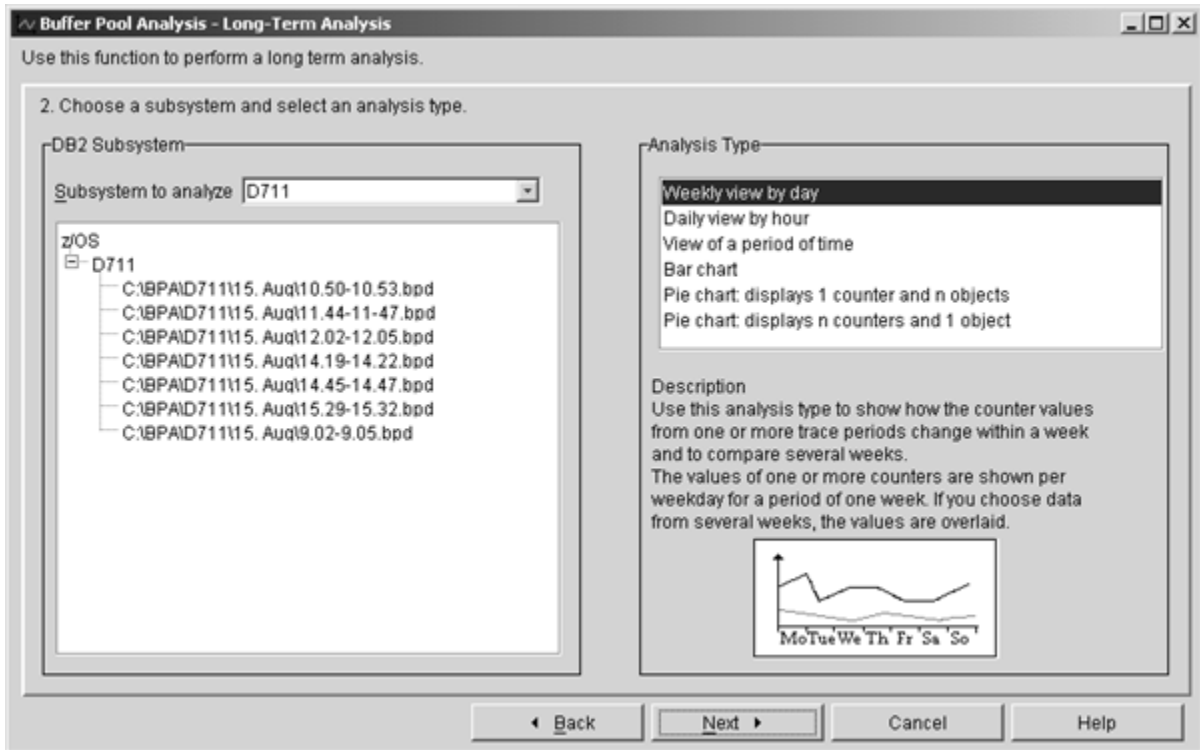 Buffer Pool Analysis - Long-Term Analysis
Use this function to perform a long term analysis.
2. Choose a subsystem and select an analysis type.
DB2 Subsystem
Subsystem to analyze D711
z/OS
D711
C:\BPA\D711\15. Aug\10.50-10.53.bpd
C:\BPA\D711\15. Aug\11.44-11-47.bpd
C:\BPA\D711\15. Aug\12.02-12.05.bpd
C:\BPA\D711\15. Aug\14.19-14.22.bpd
C:\BPA\D711\15. Aug\14.45-14.47.bpd
C:\BPA\D711\15. Aug\15.29-15.32.bpd
C:\BPA\D711\15. Aug\9.02-9.05.bpd
Analysis Type
Weekly view by day
Daily view by hour
View of a period of time
Bar chart
Pie chart: displays 1 counter and n objects
Pie chart: displays n counters and 1 object
Description
Use this analysis type to show how the counter values
from one or more trace periods change within a week
and to compare several weeks.
The values of one or more counters are shown per
weekday for a period of one week. If you choose data
from several weeks, the values are overlaid.
Mo Tue We Th Fr Sa So
Back
Next
Cancel
Help